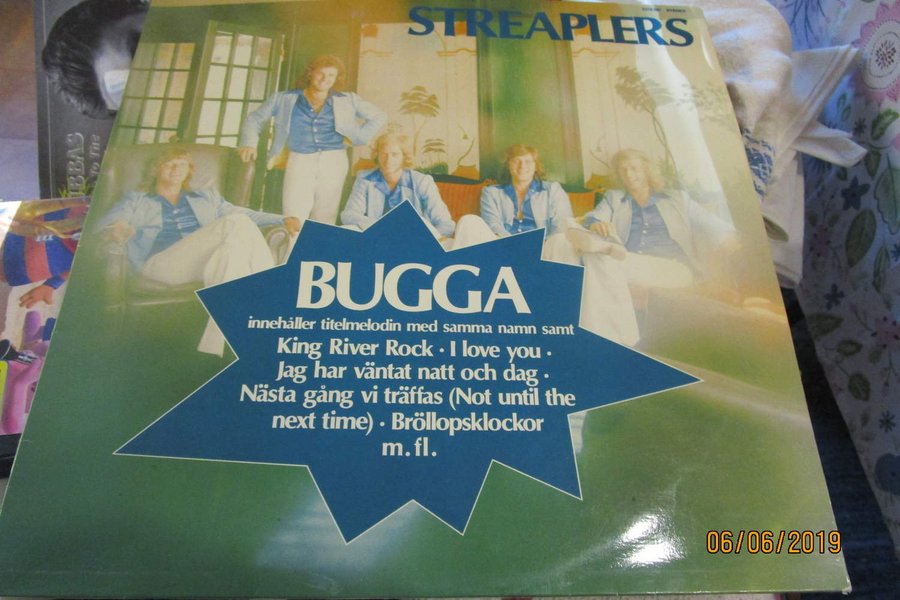 STREAPLERS
BUGGA
innehåller titelmelodin med samma namn samt
King River Rock · I love you ·
Jag har väntat natt och dag ·
Nästa gång vi träffas (Not until the
next time) · Bröllopsklockor
m.fl.
06/06/2019